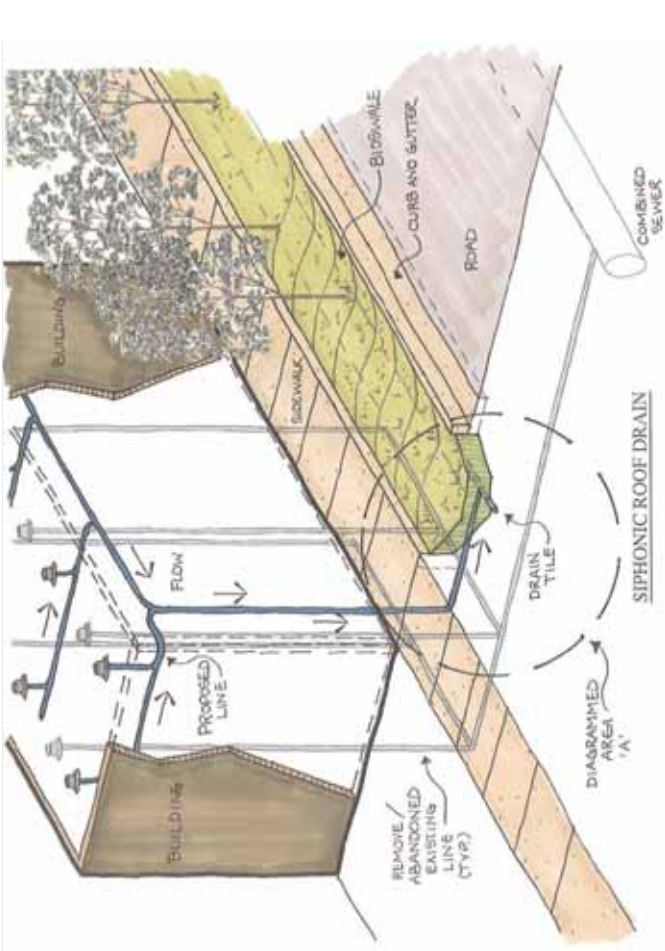 BUILDING
BUILDING
PROPOSED
LINE
FLOW
SIDEWALK
BIOSWALE
CURB AND GUTTER
ROAD
REMOVE/
ABANDONED
EXISTING
LINE
(TYP.)
DRAIN
TILE
DIAGRAMMED
AREA
'A'
COMBINED
SEWER
SIPHONIC ROOF DRAIN